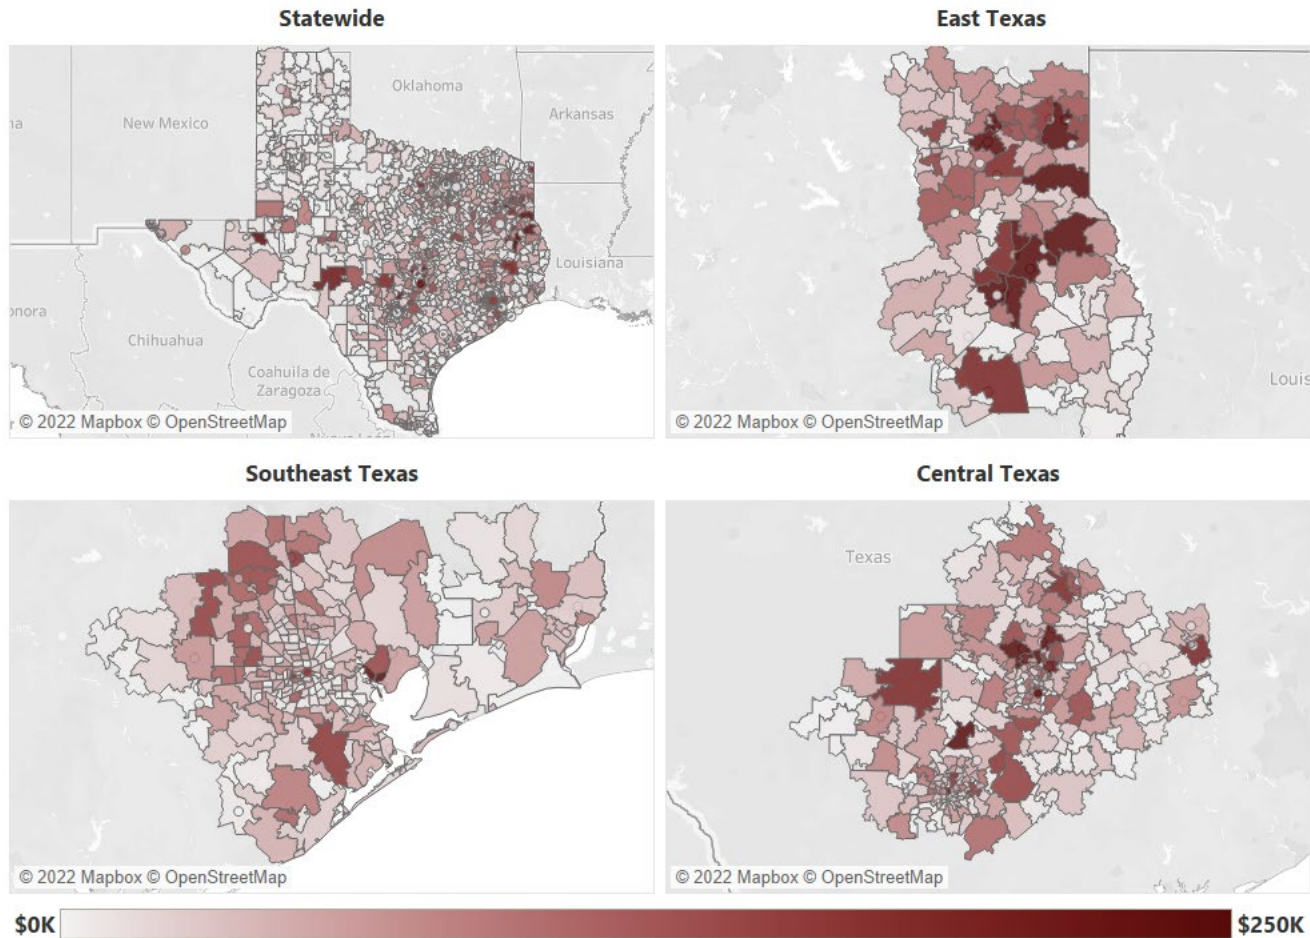 Statewide
East Texas
Oklahoma
New Mexico
Arkansas
Louisiana
Chihuahua
Coahuila de
Zaragoza
© 2022 Mapbox © OpenStreetMap
Louis
© 2022 Mapbox © OpenStreetMap
Southeast Texas
Central Texas
Texas
© 2022 Mapbox © OpenStreetMap
© 2022 Mapbox © OpenStreetMap
$0K
$250K